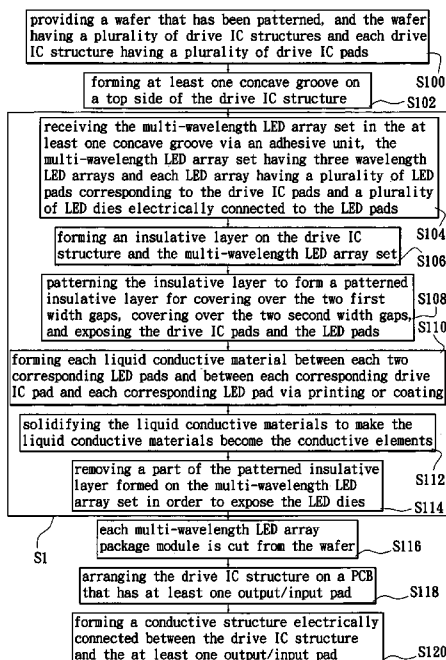 providing a wafer that has been patterned, and the wafer
having a plurality of drive IC structures and each drive
IC structure having a plurality of drive IC pads
S100
forming at least one concave groove on
a top side of the drive IC structure
S102
receiving the multi-wavelength LED array set in the at
least one concave groove via an adhesive unit, the
multi-wavelength LED array set having three wavelength
LED arrays and each LED array having a plurality of LED
pads corresponding to the drive IC pads and a plurality
of LED dies electrically connected to the LED pads
S104
forming an insulative layer on the drive IC
structure and the multi-wavelength LED array set
S106
patterning the insulative layer to form a patterned
insulative layer for covering over the two first
width gaps, covering over the two second width gaps,
and exposing the drive IC pads and the LED pads
S108
S110
forming each liquid conductive material between each two
corresponding LED pads and between each corresponding drive
IC pad and each corresponding LED pad via printing or coating
solidifying the liquid conductive materials to make the
liquid conductive materials become the conductive elements
S112
removing a part of the patterned insulative
layer formed on the multi-wavelength LED
array set in order to expose the LED dies
S114
S1
each multi-wavelength LED array
package module is cut from the wafer
S116
arranging the drive IC structure on a PCB
that has at least one output/input pad
S118
forming a conductive structure electrically
connected between the drive IC structure
and the at least one output/input pad
S120